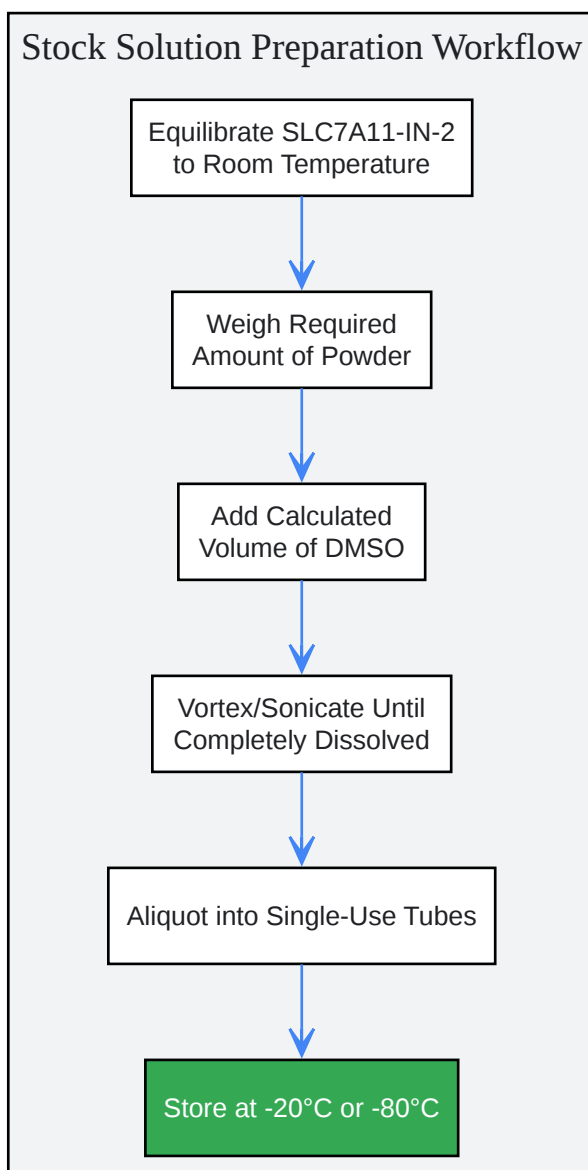 Stock Solution Preparation Workflow
Equilibrate SLC7A11-IN-2
to Room Temperature
Weigh Required
Amount of Powder
Add Calculated
Volume of DMSO
Vortex/Sonicate Until
Completely Dissolved
Aliquot into Single-Use Tubes
Store at -20°C or -80°C